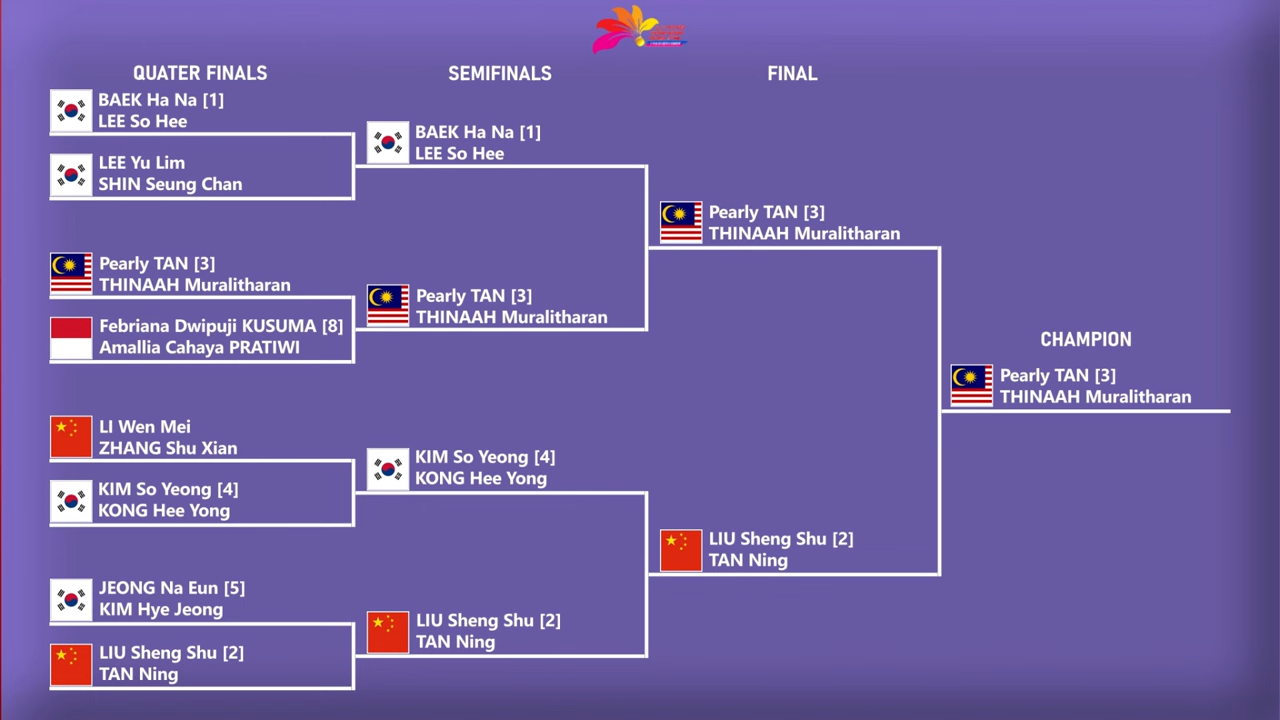 QUATER FINALS
SEMIFINALS
FINAL
BAEK Ha Na [1]
LEE So Hee
LEE Yu Lim
SHIN Seung Chan
Pearly TAN [3]
THINAAH Muralitharan
Febriana Dwipuji KUSUMA [8]
Amallia Cahaya PRATIWI
LI Wen Mei
ZHANG Shu Xian
KIM So Yeong [4]
KONG Hee Yong
JEONG Na Eun [5]
KIM Hye Jeong
LIU Sheng Shu [2]
TAN Ning
BAEK Ha Na [1]
LEE So Hee
Pearly TAN [3]
THINAAH Muralitharan
KIM So Yeong [4]
KONG Hee Yong
LIU Sheng Shu [2]
TAN Ning
Pearly TAN [3]
THINAAH Muralitharan
LIU Sheng Shu [2]
TAN Ning
CHAMPION
Pearly TAN [3]
THINAAH Muralitharan